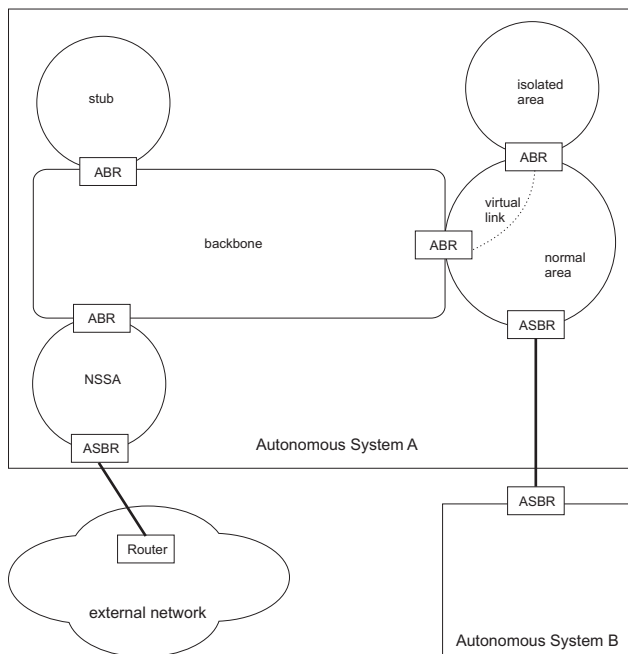 stub
isolated
area
ABR
ABR
virtual
link
backbone
ABR
normal
area
ABR
ASBR
NSSA
ASBR
Autonomous System A
ASBR
Router
external network
Autonomous System B